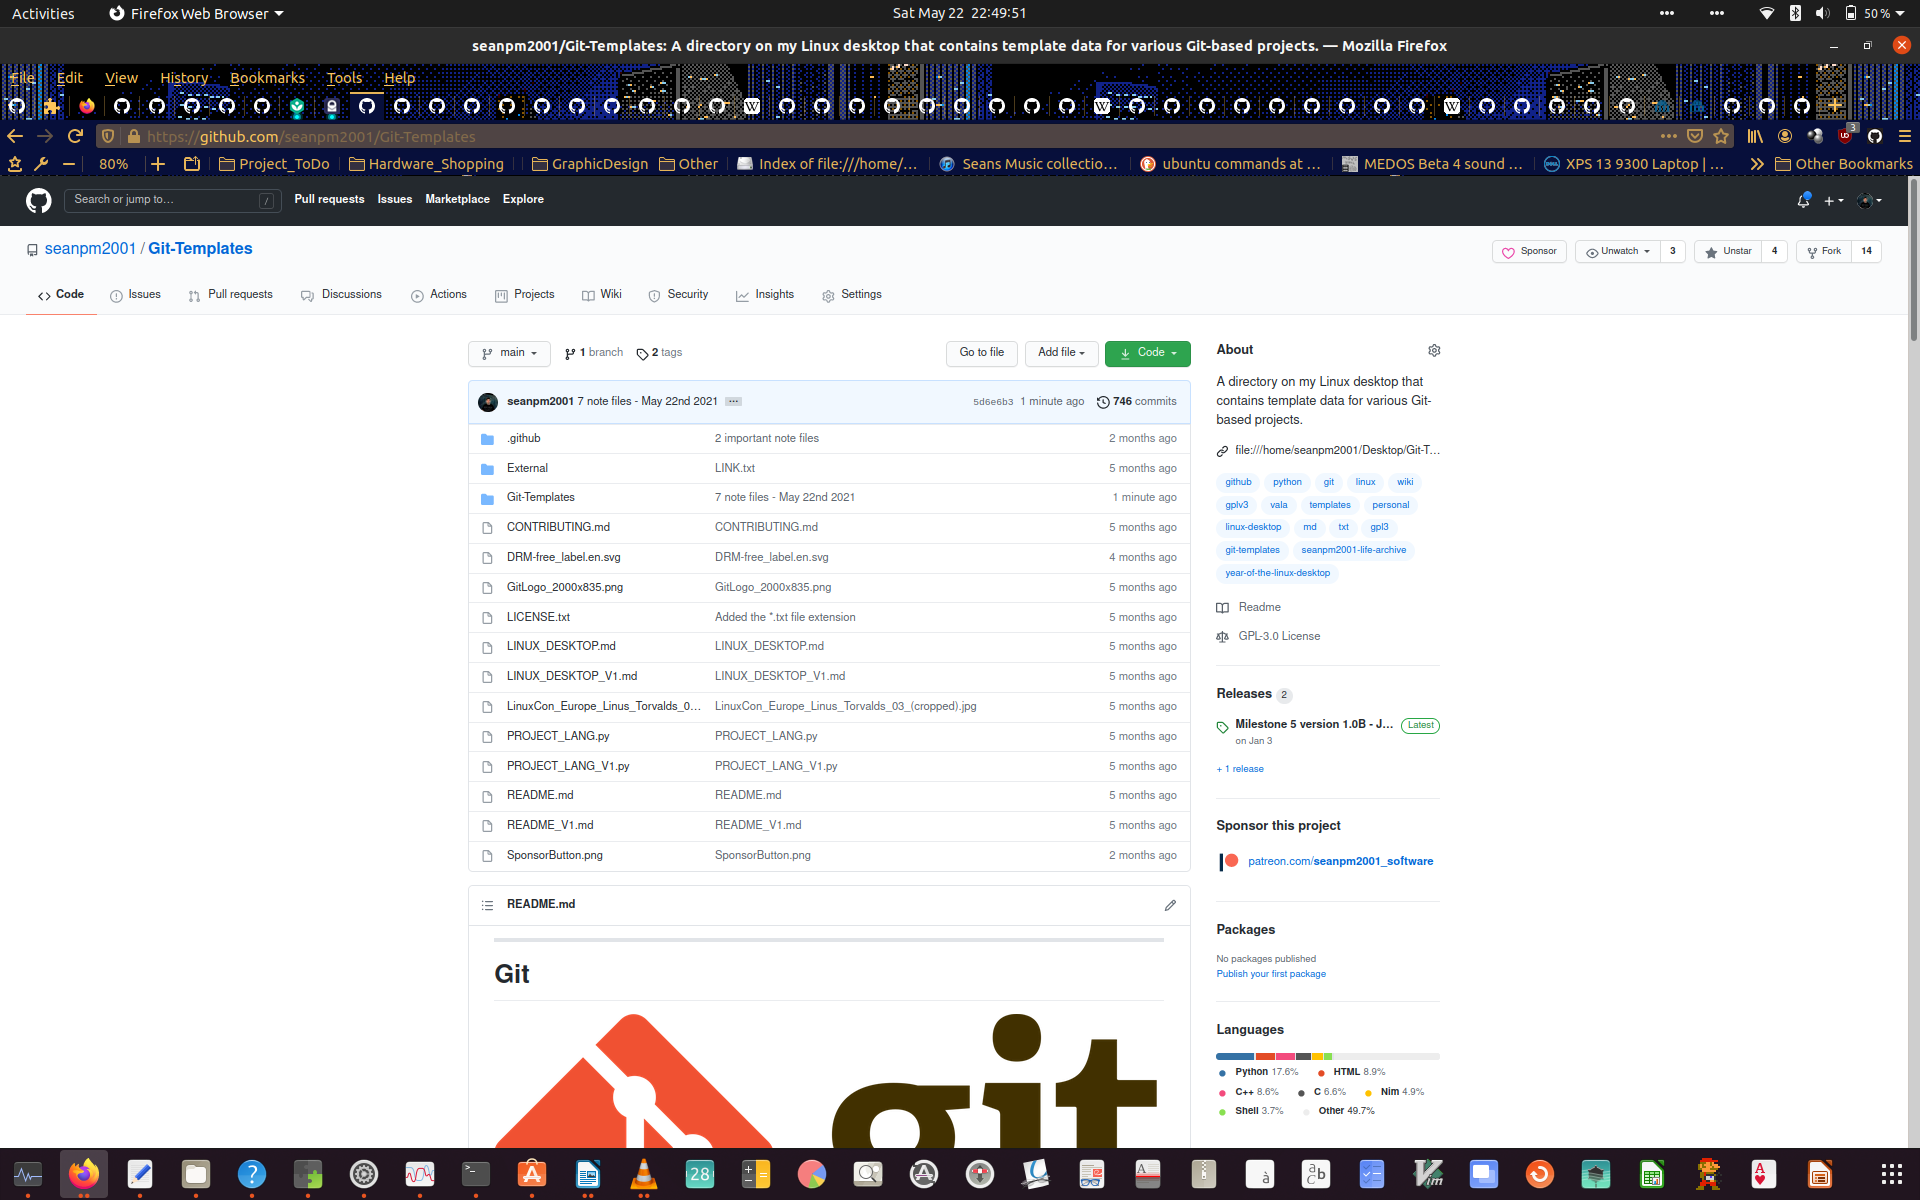 Activities Firefox Web Browser Sat May 22 22:49:51 50 %
seanpm2001/Git-Templates: A directory on my Linux desktop that contains template data for various Git-based projects. — Mozilla Firefox
File Edit View History Bookmarks Tools Help
https://github.com/seanpm2001/Git-Templates 3
80% Project_ToDo Hardware_Shopping GraphicDesign Other Index of file:///home/... Seans Music collectio... ubuntu commands at ... MEDOS Beta 4 sound ... XPS 13 9300 Laptop | ... Other Bookmarks
Search or jump to... / Pull requests Issues Marketplace Explore
seanpm2001 / Git-Templates Sponsor Unwatch 3 Unstar 4 Fork 14
Code Issues Pull requests Discussions Actions Projects Wiki Security Insights Settings
main 1 branch 2 tags Go to file Add file Code
seanpm2001 7 note files - May 22nd 2021 ... 5d6e6b3 1 minute ago 746 commits
.github 2 important note files 2 months ago
External LINK.txt 5 months ago
Git-Templates 7 note files - May 22nd 2021 1 minute ago
CONTRIBUTING.md CONTRIBUTING.md 5 months ago
DRM-free_label.en.svg DRM-free_label.en.svg 4 months ago
GitLogo_2000x835.png GitLogo_2000x835.png 5 months ago
LICENSE.txt Added the *.txt file extension 5 months ago
LINUX_DESKTOP.md LINUX_DESKTOP.md 5 months ago
LINUX_DESKTOP_V1.md LINUX_DESKTOP_V1.md 5 months ago
LinuxCon_Europe_Linus_Torvalds_0... LinuxCon_Europe_Linus_Torvalds_03_(cropped).jpg 5 months ago
PROJECT_LANG.py PROJECT_LANG.py 5 months ago
PROJECT_LANG_V1.py PROJECT_LANG_V1.py 5 months ago
README.md README.md 5 months ago
README_V1.md README_V1.md 5 months ago
SponsorButton.png SponsorButton.png 2 months ago
README.md
Git
git
About
A directory on my Linux desktop that
contains template data for various Git-
based projects.
file:///home/seanpm2001/Desktop/Git-T...
github python git linux wiki
gplv3 vala templates personal
linux-desktop md txt gpl3
git-templates seanpm2001-life-archive
year-of-the-linux-desktop
Readme
GPL-3.0 License
Releases 2
Milestone 5 version 1.0B - J... Latest
on Jan 3
+ 1 release
Sponsor this project
patreon.com/seanpm2001_software
Packages
No packages published
Publish your first package
Languages
Python 17.6% HTML 8.9%
C++ 8.6% C 6.6% Nim 4.9%
Shell 3.7% Other 49.7%
28